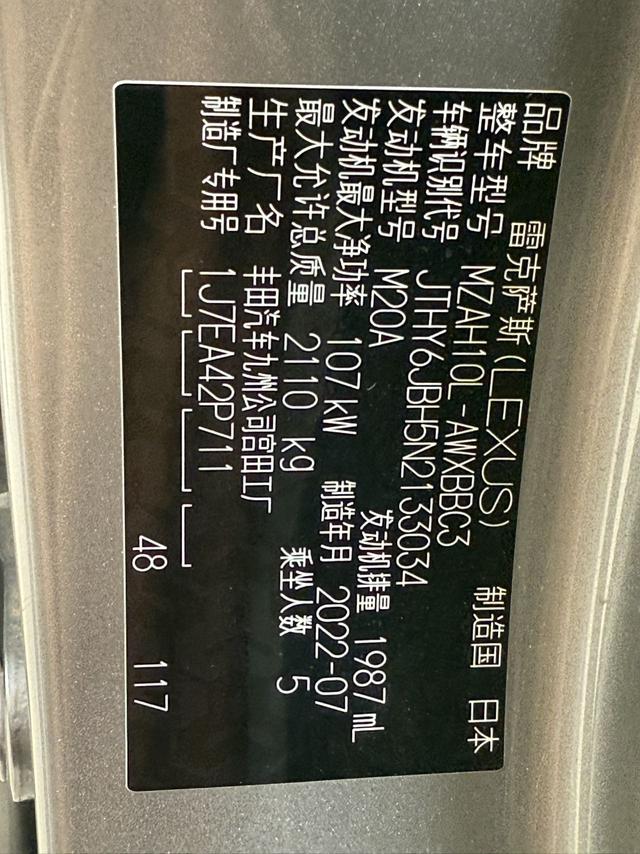 品牌 雷克萨斯(LEXUS) 制造国 日本
整车型号 MZAH10L-AWXBBC3
车辆识别代号 JTHY6JBH5N2133034
发动机型号 M20A 发动机排量 1987 mL
发动机最大净功率 107 kW 制造年月 2022-07
最大允许总质量 2110 kg 乘坐人数 5
生产厂名 丰田汽车九州公司宫田工厂
制造厂专用号 1J7EA42P711
48 117